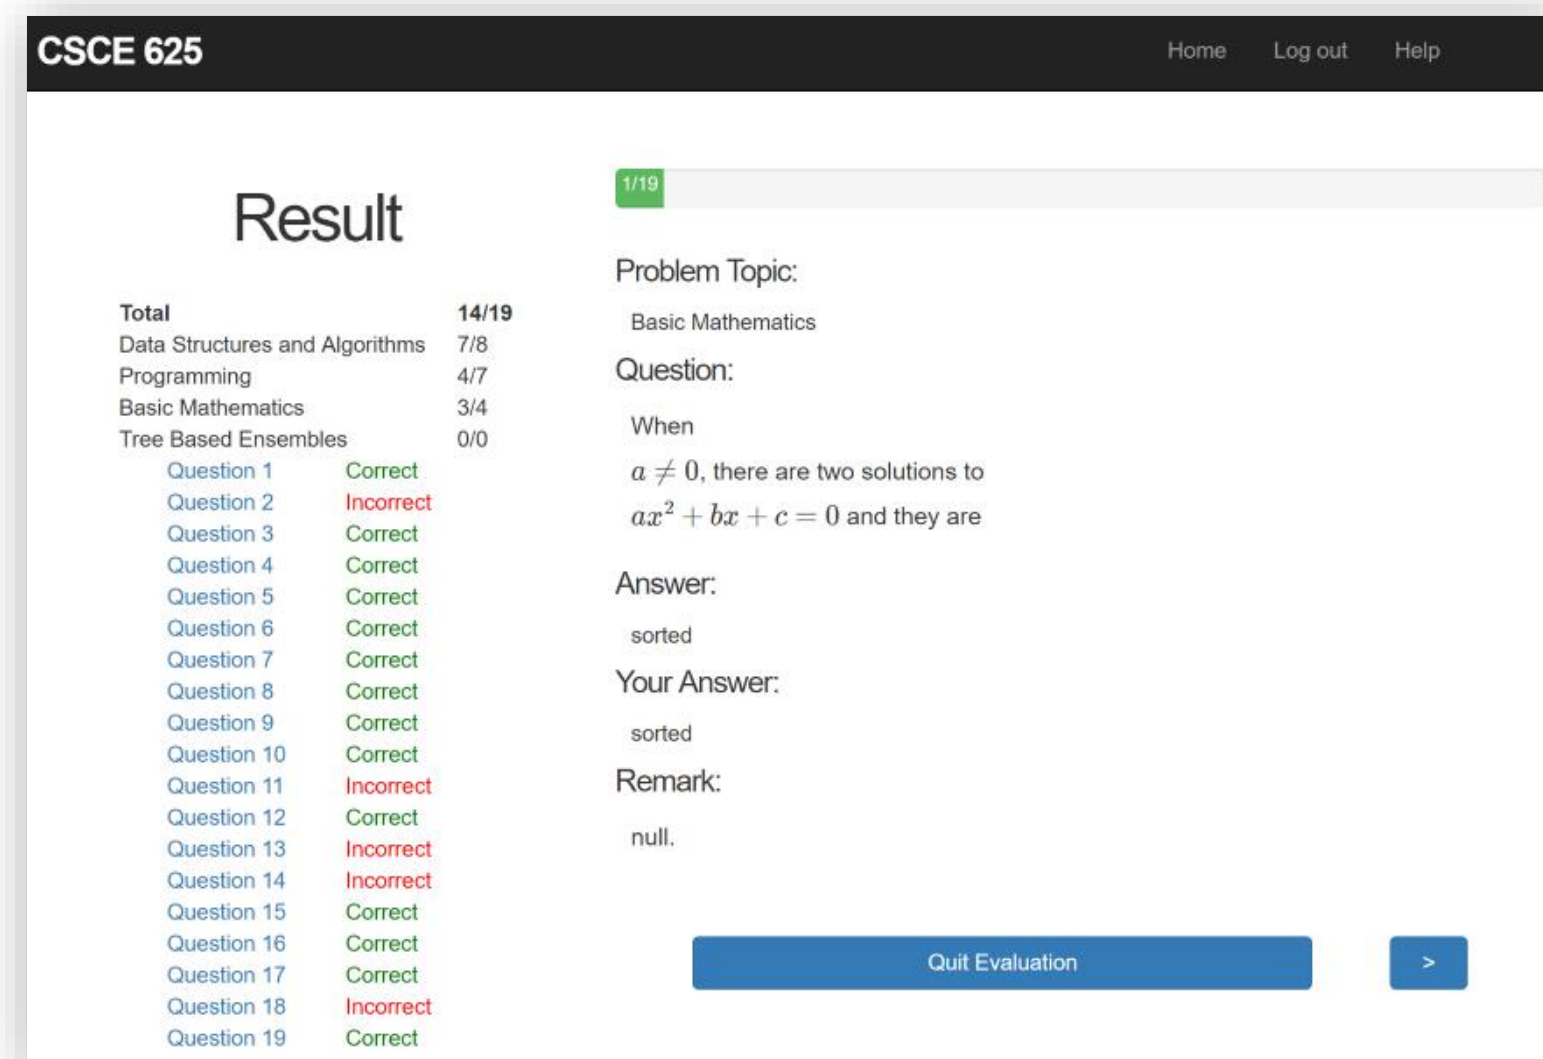 CSCE 625
Home Log out Help
Result
Total 14/19
Data Structures and Algorithms 7/8
Programming 4/7
Basic Mathematics 3/4
Tree Based Ensembles 0/0
Question 1 Correct
Question 2 Incorrect
Question 3 Correct
Question 4 Correct
Question 5 Correct
Question 6 Correct
Question 7 Correct
Question 8 Correct
Question 9 Correct
Question 10 Correct
Question 11 Incorrect
Question 12 Correct
Question 13 Incorrect
Question 14 Incorrect
Question 15 Correct
Question 16 Correct
Question 17 Correct
Question 18 Incorrect
Question 19 Correct
1/19
Problem Topic:
Basic Mathematics
Question:
When
a ≠ 0, there are two solutions to
ax² + bx + c = 0 and they are
Answer:
sorted
Your Answer:
sorted
Remark:
null.
Quit Evaluation >